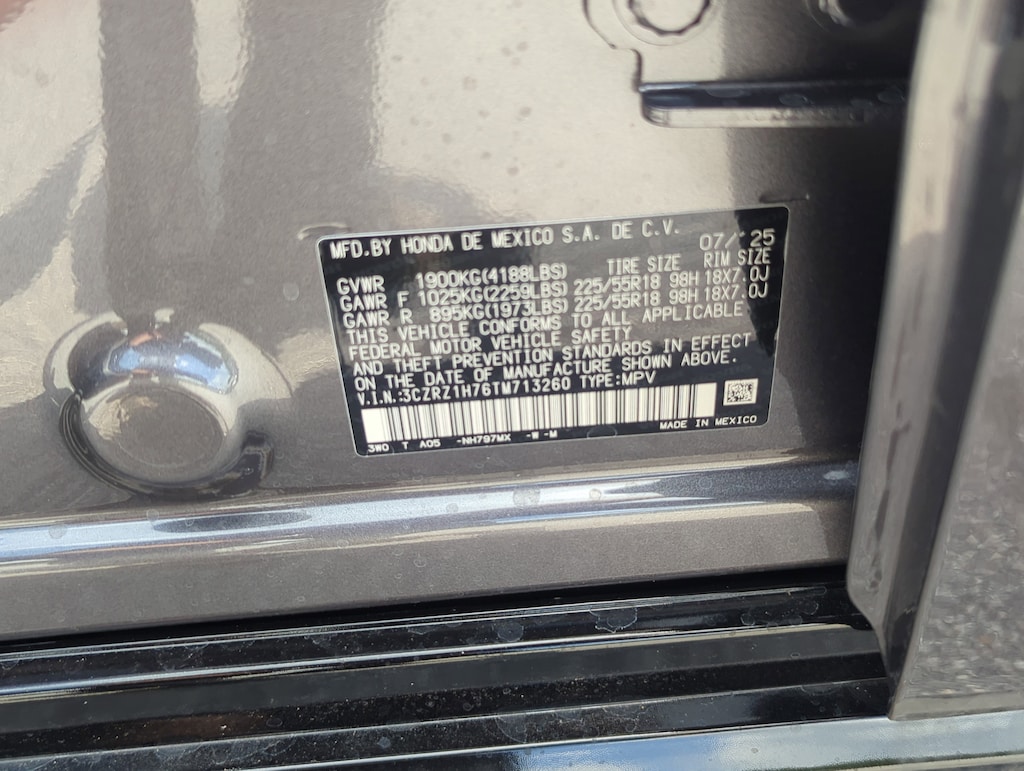 MFD.BY HONDA DE MEXICO S.A. DE C.V. 07/'25
TIRE SIZE RIM SIZE
GVWR 1900KG(4188LBS)
GAWR F 1025KG(2259LBS) 225/55R18 98H 18X7.0J
GAWR R 895KG(1973LBS) 225/55R18 98H 18X7.0J
THIS VEHICLE CONFORMS TO ALL APPLICABLE
FEDERAL MOTOR VEHICLE SAFETY
AND THEFT PREVENTION STANDARDS IN EFFECT
ON THE DATE OF MANUFACTURE SHOWN ABOVE.
V.I.N.:3CZRZ1H76TM713260 TYPE:MPV
3W0 T A05 -NH797MX -W -M
MADE IN MEXICO